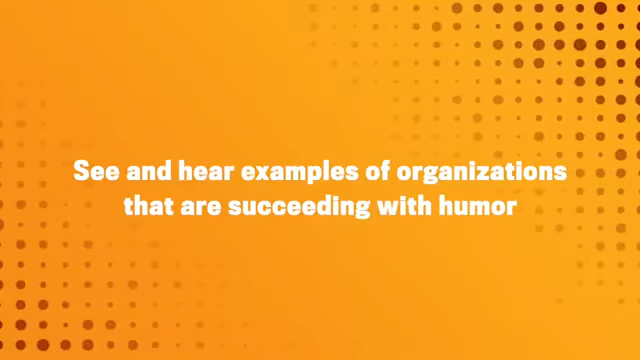 See and hear examples of organizations
that are succeeding with humor